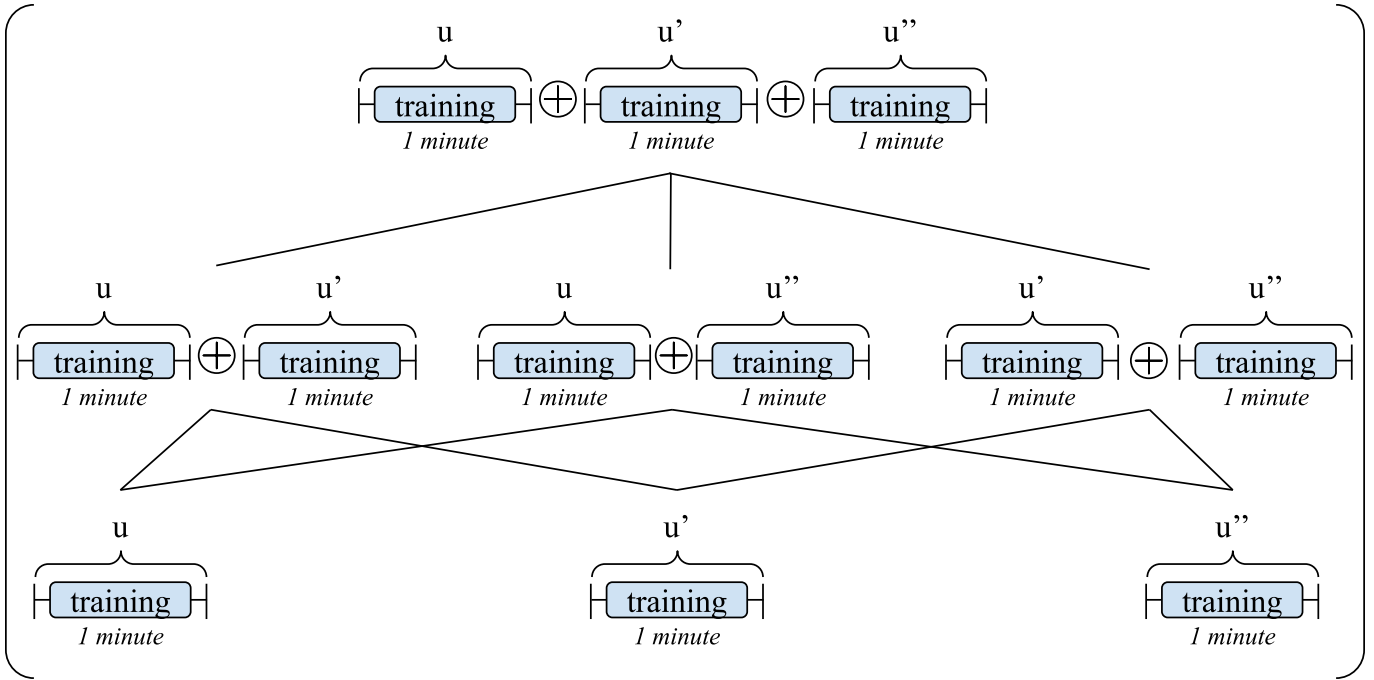 u u’ u”
training ⊕ training ⊕ training
1 minute 1 minute 1 minute
u u’ u u” u’ u”
training ⊕ training training ⊕ training training ⊕ training
1 minute 1 minute 1 minute 1 minute 1 minute 1 minute
u u’ u”
training training training
1 minute 1 minute 1 minute